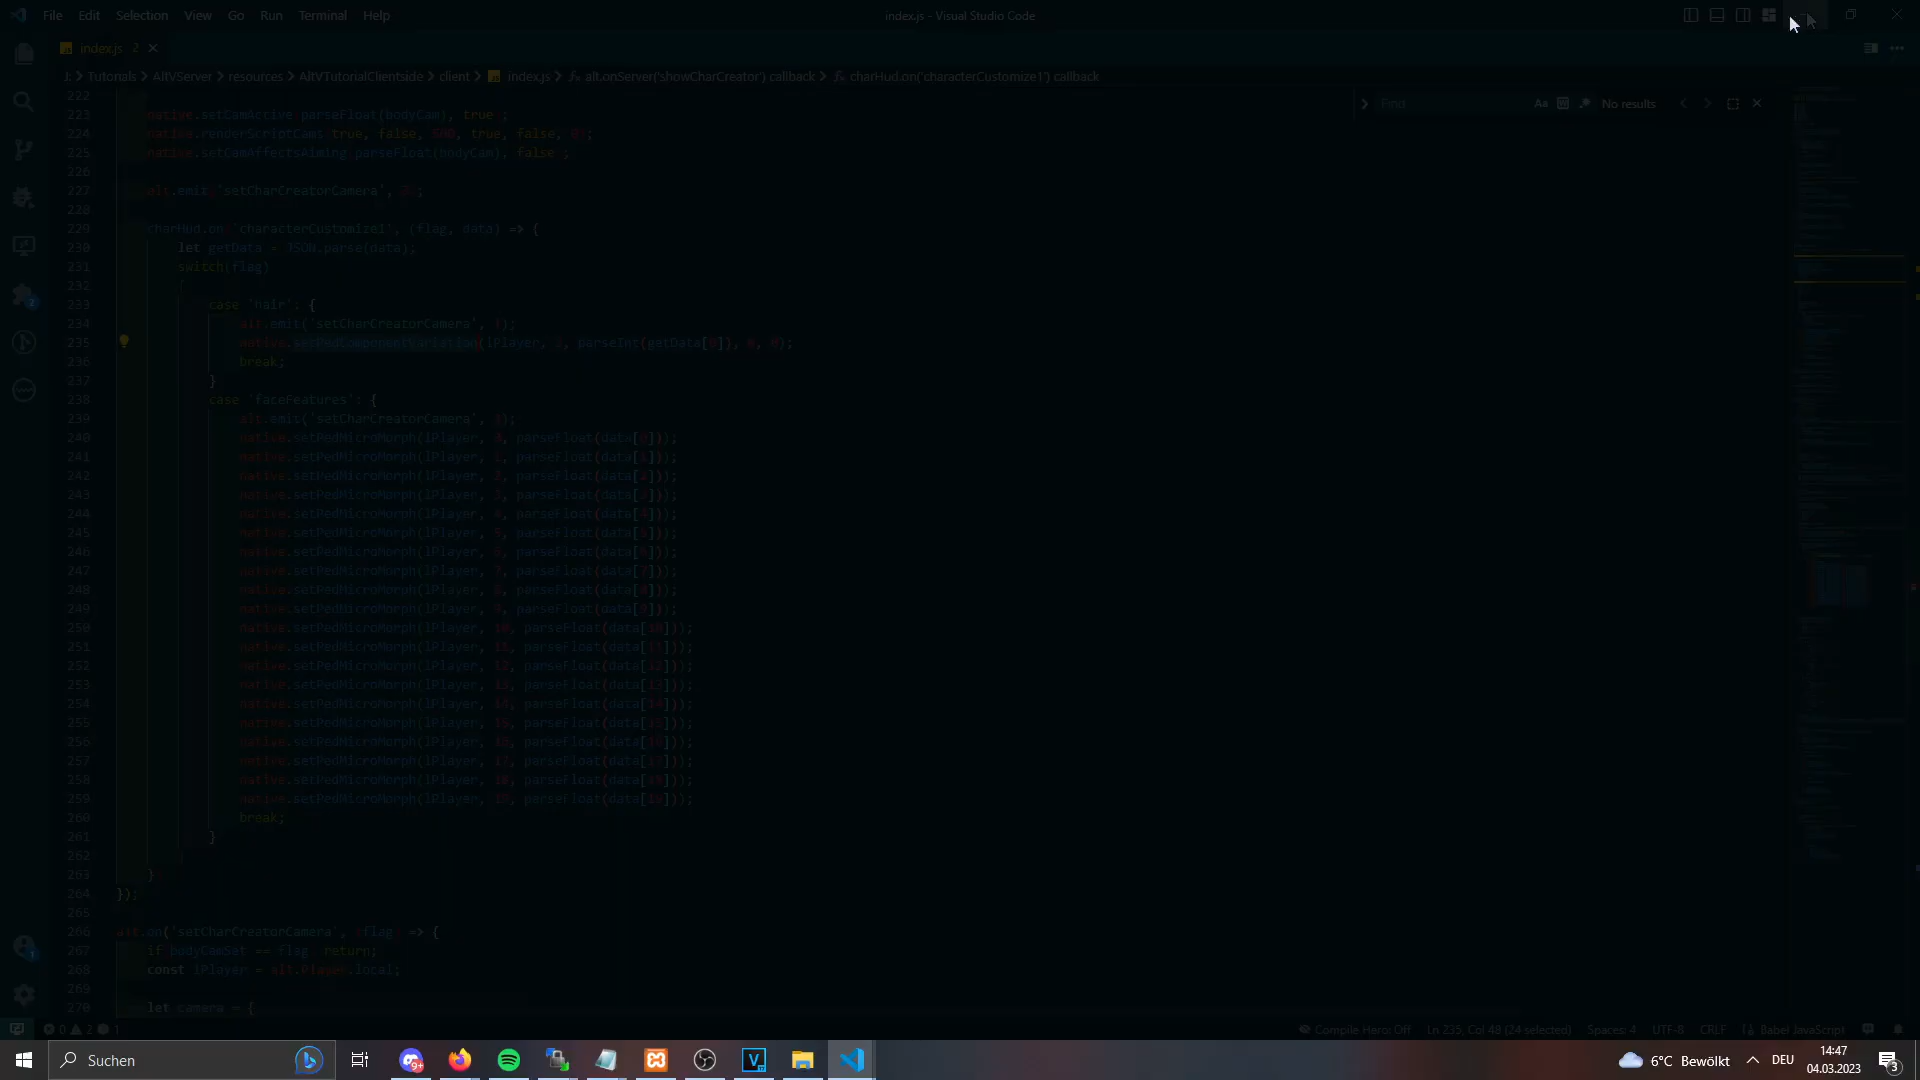 File Edit Selection View Go Run Terminal Help
index.js - Visual Studio Code
index.js 2
Tutorials > AltVServer > resources > AltVTutorialClientside > client > index.js > alt.onServer('showCharCreator') callback > charHud.on('characterCustomize1') callback
Find
No results
222
223 native.setCamActive(parseFloat(bodyCam), true);
224 native.renderScriptCams(true, false, 500, true, false, 0);
225 native.setCamAffectsAiming(parseFloat(bodyCam), false);
226
227 alt.emit('setCharCreatorCamera',
228
229 charHud.on('characterCustomize1', (flag, data) => {
230 let getData = JSON.parse(data);
231 switch(flag)
232
233 case 'hair': {
234 alt.emit('setCharCreatorCamera', 1);
235 native.setPedComponentVariation(lPlayer, 2, parseInt(getData[0]), 0, 0);
236 break;
237 }
238 case 'faceFeatures': {
239 alt.emit('setCharCreatorCamera', 1);
240 native.setPedMicroMorph(lPlayer, 0, parseFloat(data[0]));
241 native.setPedMicroMorph(lPlayer, 1, parseFloat(data[1]));
242 native.setPedMicroMorph(lPlayer, 2, parseFloat(data[2]));
243 native.setPedMicroMorph(lPlayer, 3, parseFloat(data[3]));
244 native.setPedMicroMorph(lPlayer, 4, parseFloat(data[4]));
245 native.setPedMicroMorph(lPlayer, 5, parseFloat(data[5]));
246 native.setPedMicroMorph(lPlayer, 6, parseFloat(data[6]));
247 native.setPedMicroMorph(lPlayer, 7, parseFloat(data[7]));
248 native.setPedMicroMorph(lPlayer, 8, parseFloat(data[8]));
249 native.setPedMicroMorph(lPlayer, 9, parseFloat(data[9]));
250 native.setPedMicroMorph(lPlayer, 10, parseFloat(data[10]));
251 native.setPedMicroMorph(lPlayer, 11, parseFloat(data[11]));
252 native.setPedMicroMorph(lPlayer, 12, parseFloat(data[12]));
253 native.setPedMicroMorph(lPlayer, 13, parseFloat(data[13]));
254 native.setPedMicroMorph(lPlayer, 14, parseFloat(data[14]));
255 native.setPedMicroMorph(lPlayer, 15, parseFloat(data[15]));
256 native.setPedMicroMorph(lPlayer, 16, parseFloat(data[16]));
257 native.setPedMicroMorph(lPlayer, 17, parseFloat(data[17]));
258 native.setPedMicroMorph(lPlayer, 18, parseFloat(data[18]));
259 native.setPedMicroMorph(lPlayer, 19, parseFloat(data[19]));
260 break;
261 }
262
263 }
264 });
265
266 alt.on('setCharCreatorCamera', (flag) => {
267 if(bodyCamSet == flag) return;
268 const lPlayer = alt.Player.local;
269
270 let camera = {
0 2 1
Compile Hero: Off Ln 235, Col 48 (24 selected) Spaces: 4 UTF-8 CRLF Babel JavaScript
Suchen
6°C Bewölkt DEU 14:47
04.03.2023